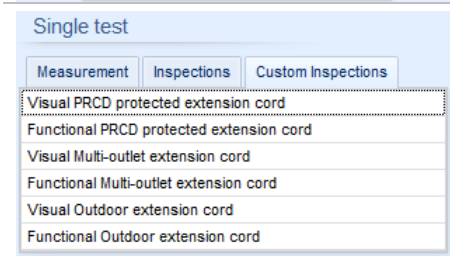 Single test
Measurement Inspections Custom Inspections
Visual PRCD protected extension cord
Functional PRCD protected extension cord
Visual Multi-outlet extension cord
Functional Multi-outlet extension cord
Visual Outdoor extension cord
Functional Outdoor extension cord